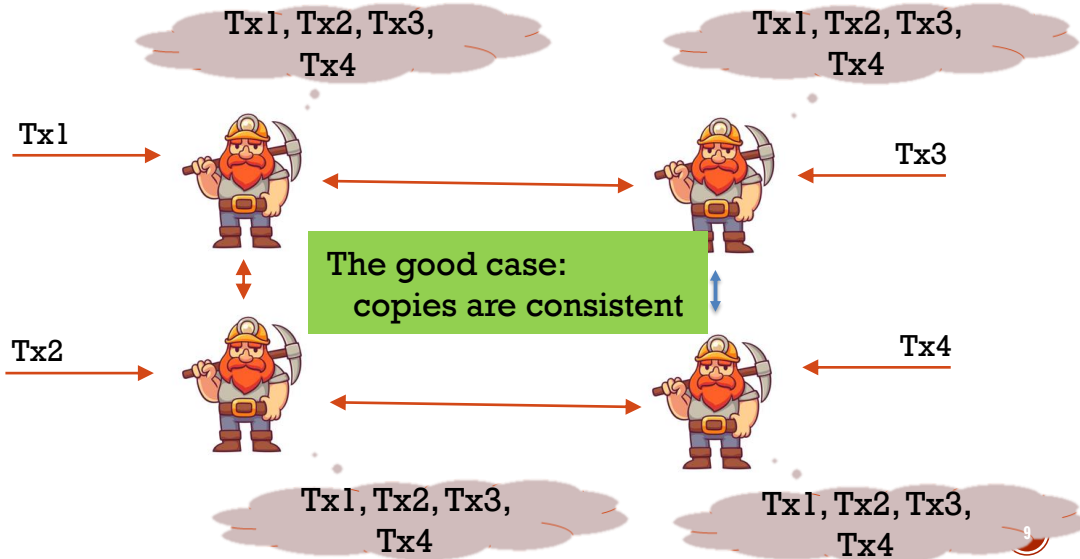 Tx1, Tx2, Tx3,
Tx4
Tx1, Tx2, Tx3,
Tx4
Tx1
Tx3
The good case:
copies are consistent
Tx2
Tx4
Tx1, Tx2, Tx3,
Tx4
Tx1, Tx2, Tx3,
Tx4
9